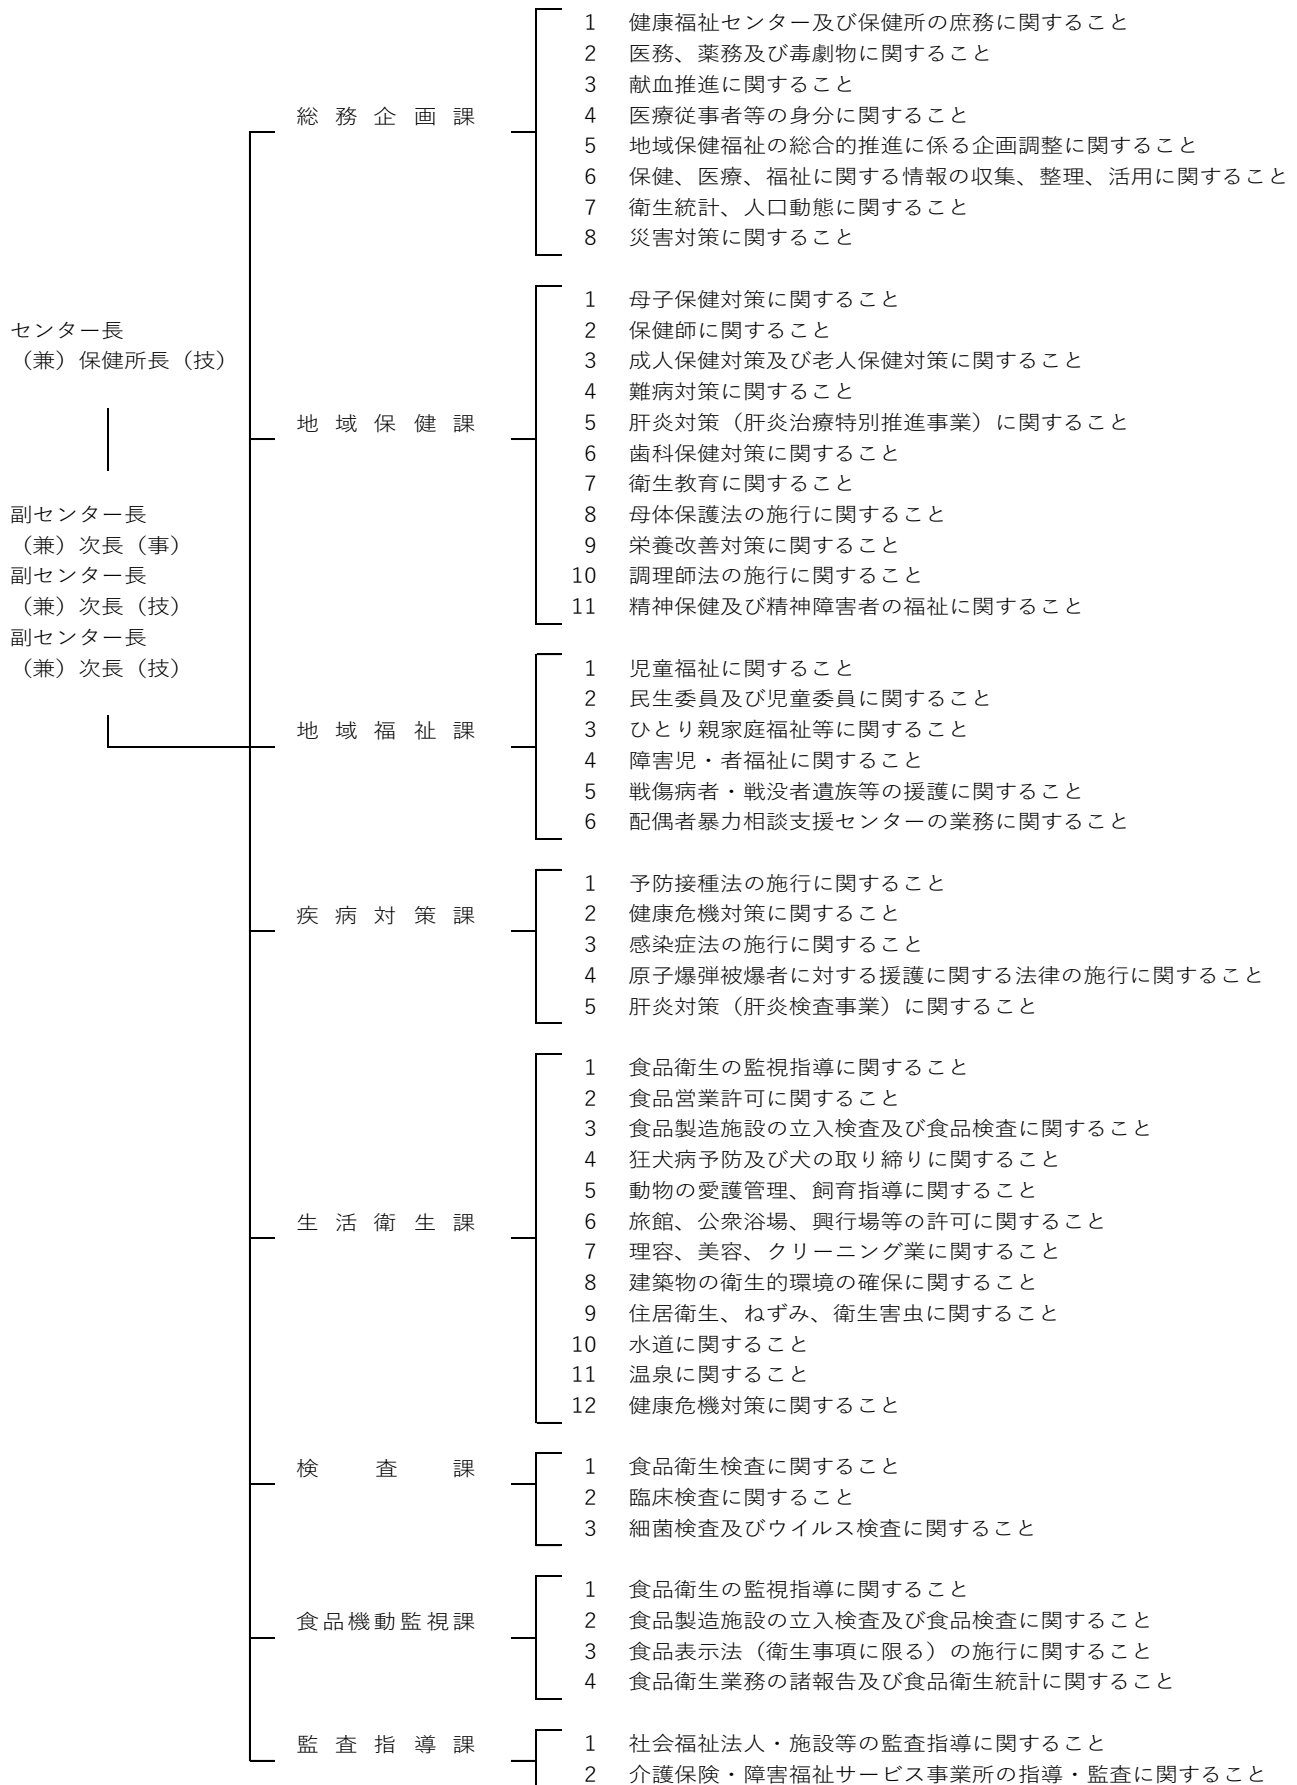 センター長
（兼）保健所長（技）
副センター長
（兼）次長（事）
副センター長
（兼）次長（技）
副センター長
（兼）次長（技）
総務企画課
1 健康福祉センター及び保健所の庶務に関すること
2 医務、薬務及び毒劇物に関すること
3 献血推進に関すること
4 医療従事者等の身分に関すること
5 地域保健福祉の総合的推進に係る企画調整に関すること
6 保健、医療、福祉に関する情報の収集、整理、活用に関すること
7 衛生統計、人口動態に関すること
8 災害対策に関すること
地域保健課
1 母子保健対策に関すること
2 保健師に関すること
3 成人保健対策及び老人保健対策に関すること
4 難病対策に関すること
5 肝炎対策（肝炎治療特別推進事業）に関すること
6 歯科保健対策に関すること
7 衛生教育に関すること
8 母体保護法の施行に関すること
9 栄養改善対策に関すること
10 調理師法の施行に関すること
11 精神保健及び精神障害者の福祉に関すること
地域福祉課
1 児童福祉に関すること
2 民生委員及び児童委員に関すること
3 ひとり親家庭福祉等に関すること
4 障害児・者福祉に関すること
5 戦傷病者・戦没者遺族等の援護に関すること
6 配偶者暴力相談支援センターの業務に関すること
疾病対策課
1 予防接種法の施行に関すること
2 健康危機対策に関すること
3 感染症法の施行に関すること
4 原子爆弾被爆者に対する援護に関する法律の施行に関すること
5 肝炎対策（肝炎検査事業）に関すること
生活衛生課
1 食品衛生の監視指導に関すること
2 食品営業許可に関すること
3 食品製造施設の立入検査及び食品検査に関すること
4 狂犬病予防及び犬の取り締りに関すること
5 動物の愛護管理、飼育指導に関すること
6 旅館、公衆浴場、興行場等の許可に関すること
7 理容、美容、クリーニング業に関すること
8 建築物の衛生的環境の確保に関すること
9 住居衛生、ねずみ、衛生害虫に関すること
10 水道に関すること
11 温泉に関すること
12 健康危機対策に関すること
検査課
1 食品衛生検査に関すること
2 臨床検査に関すること
3 細菌検査及びウイルス検査に関すること
食品機動監視課
1 食品衛生の監視指導に関すること
2 食品製造施設の立入検査及び食品検査に関すること
3 食品表示法（衛生事項に限る）の施行に関すること
4 食品衛生業務の諸報告及び食品衛生統計に関すること
監査指導課
1 社会福祉法人・施設等の監査指導に関すること
2 介護保険・障害福祉サービス事業所の指導・監査に関すること